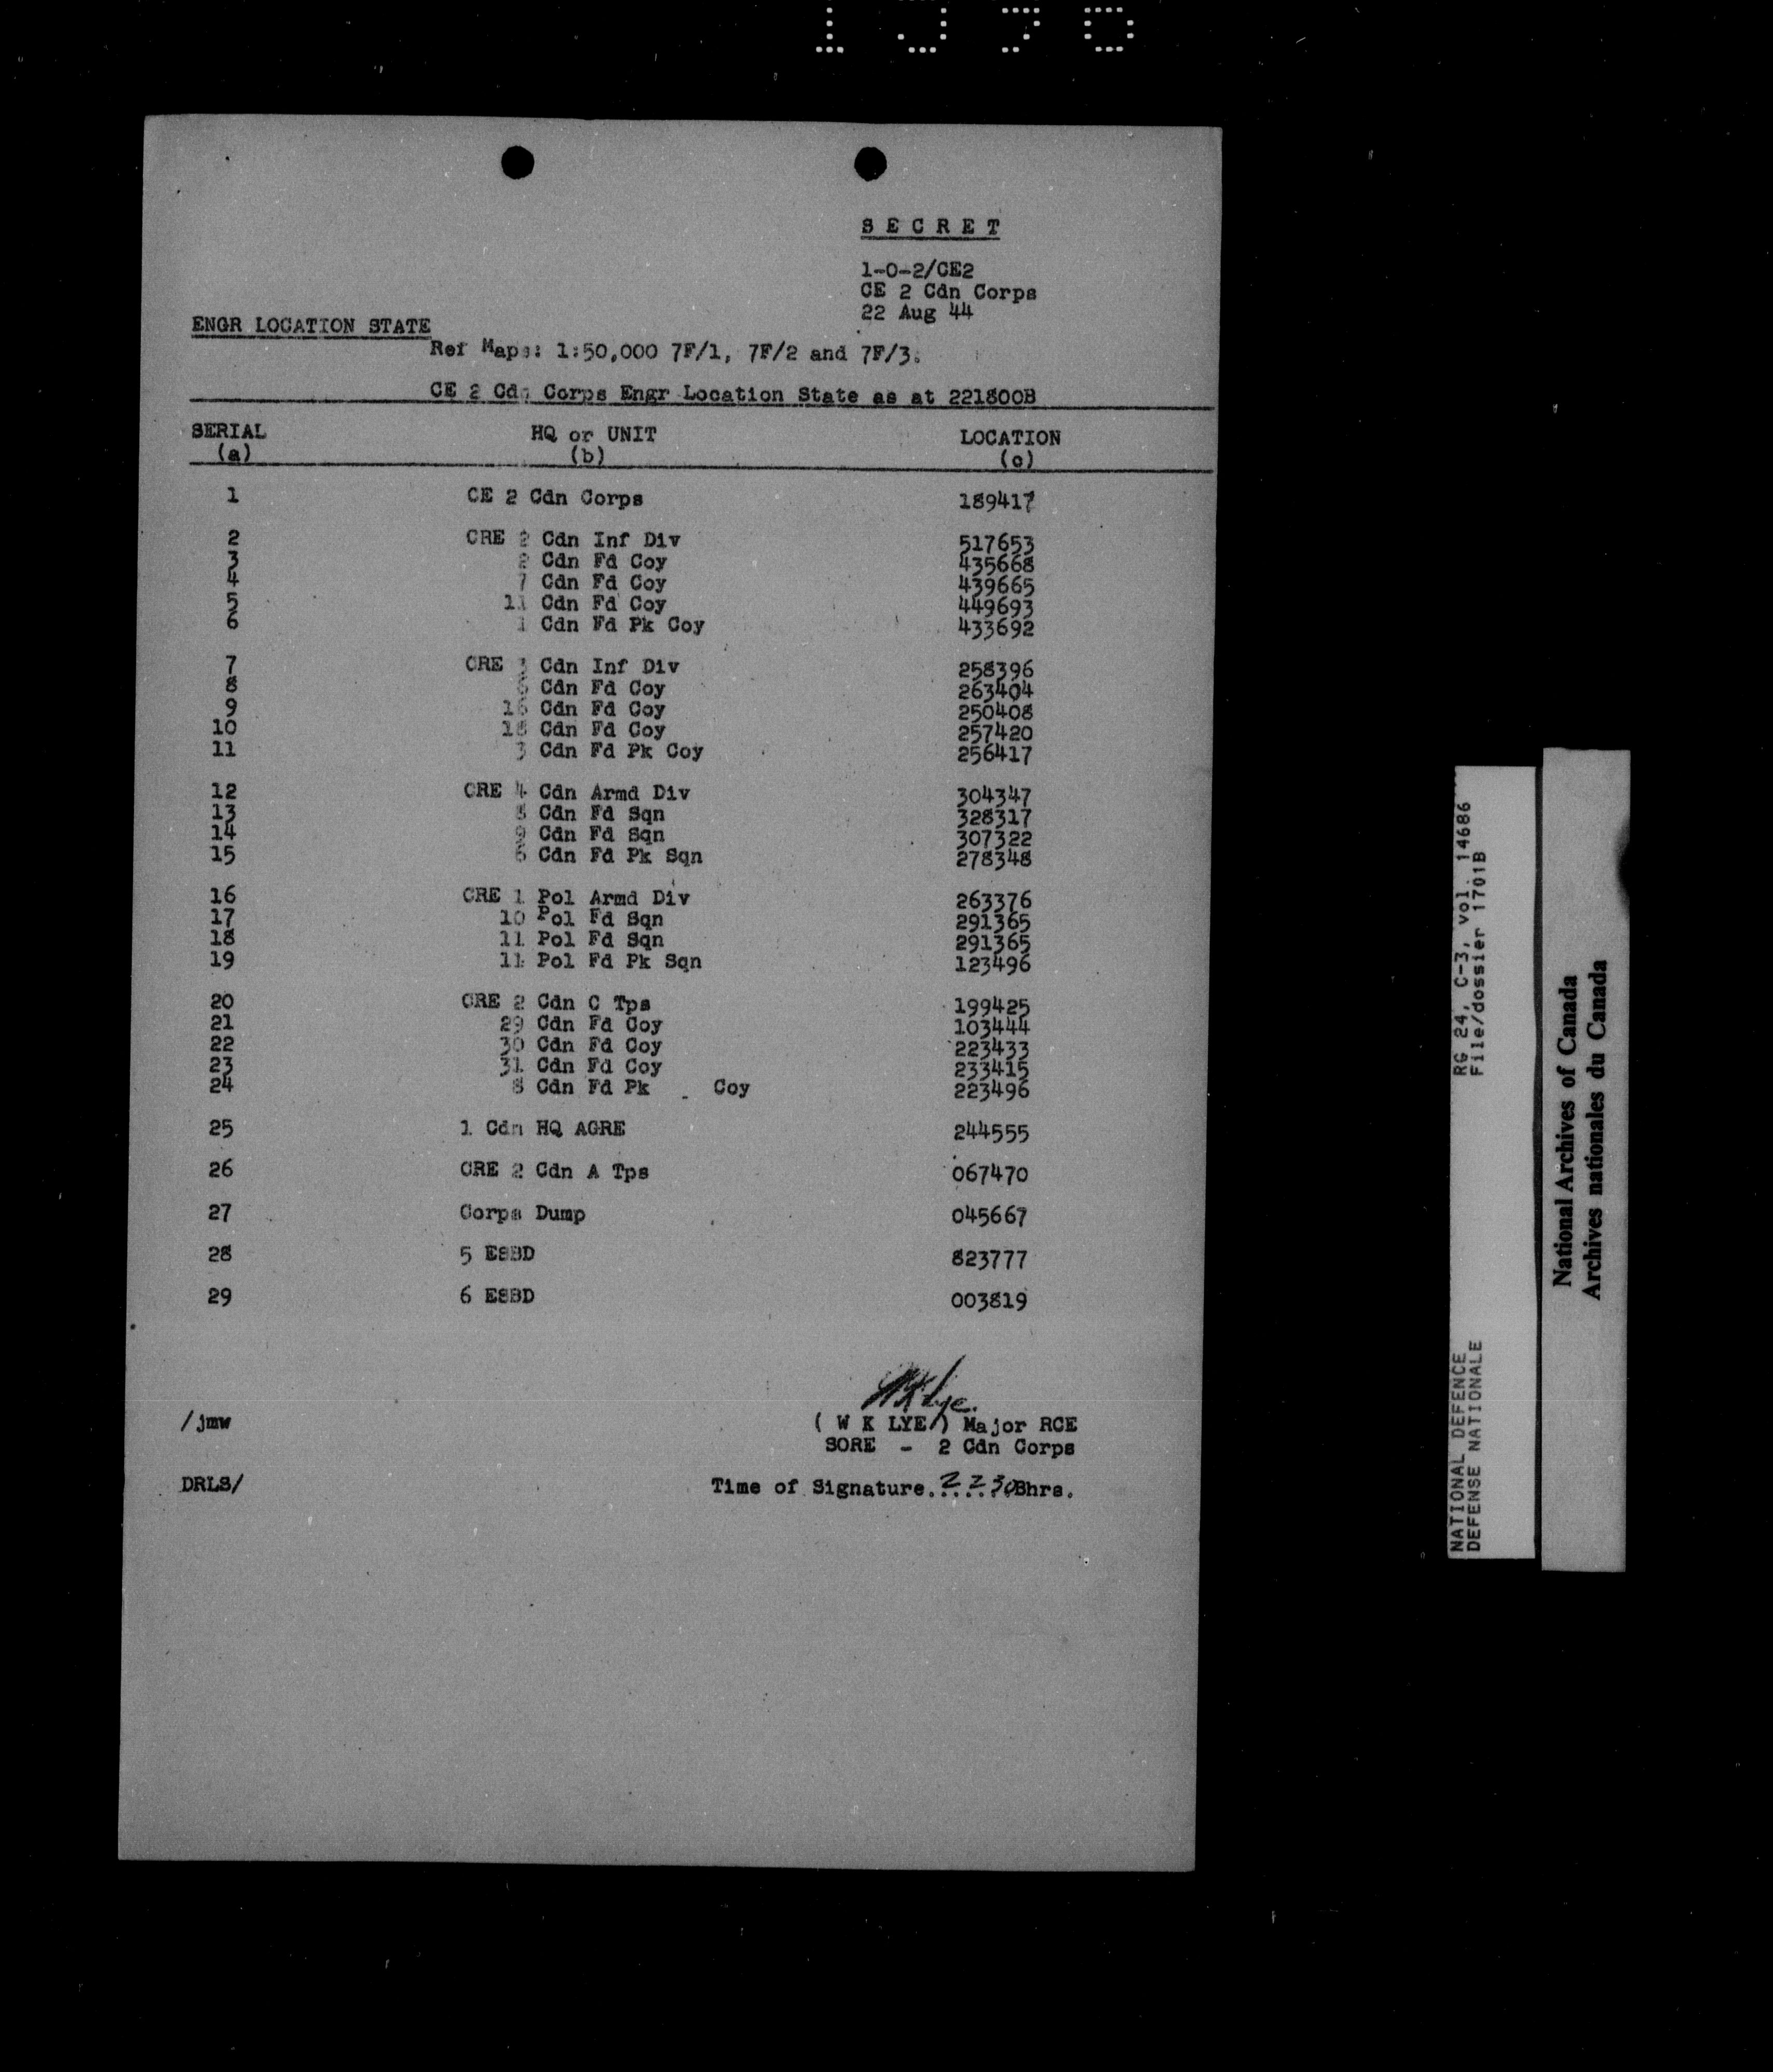 SECRET
1-0-2/CE2
CE 2 Cdn Corps
22 Aug 44
ENGR LOCATION STATE
Ref Maps: 1:50,000 7F/1, 7F/2 and 7F/3.
CE 2 Cdn Corps Engr Location State as at 221800B
SERIAL HQ or UNIT LOCATION
(a) (b) (c)
1 CE 2 Cdn Corps 189417
2 CRE 2 Cdn Inf Div 517653
3 2 Cdn Fd Coy 435668
4 7 Cdn Fd Coy 439665
5 11 Cdn Fd Coy 449693
6 1 Cdn Fd Pk Coy 433692
7 CRE 3 Cdn Inf Div 258396
8 6 Cdn Fd Coy 263404
9 16 Cdn Fd Coy 250408
10 18 Cdn Fd Coy 257420
11 3 Cdn Fd Pk Coy 256417
12 CRE 4 Cdn Armd Div 304347
13 8 Cdn Fd Sqn 328317
14 9 Cdn Fd Sqn 307322
15 6 Cdn Fd Pk Sqn 278348
16 CRE 1 Pol Armd Div 263376
17 10 Pol Fd Sqn 291365
18 11 Pol Fd Sqn 291365
19 11 Pol Fd Pk Sqn 123496
20 CRE 2 Cdn C Tps 199425
21 29 Cdn Fd Coy 103444
22 30 Cdn Fd Coy 223433
23 31 Cdn Fd Coy 233415
24 8 Cdn Fd Pk Coy 223496
25 1 Cdn HQ AGRE 244555
26 CRE 2 Cdn A Tps 067470
27 Corps Dump 045667
28 5 ESBD 823777
29 6 ESBD 003819
WKLye.
/jmw ( W K LYE ) Major RCE
SORE - 2 Cdn Corps
DRLS/ Time of Signature.2230Bhrs.
NATIONAL DEFENCE RG 24, C-3, vol. 14686
DEFENSE NATIONALE File/dossier 1701B
National Archives of Canada
Archives nationales du Canada